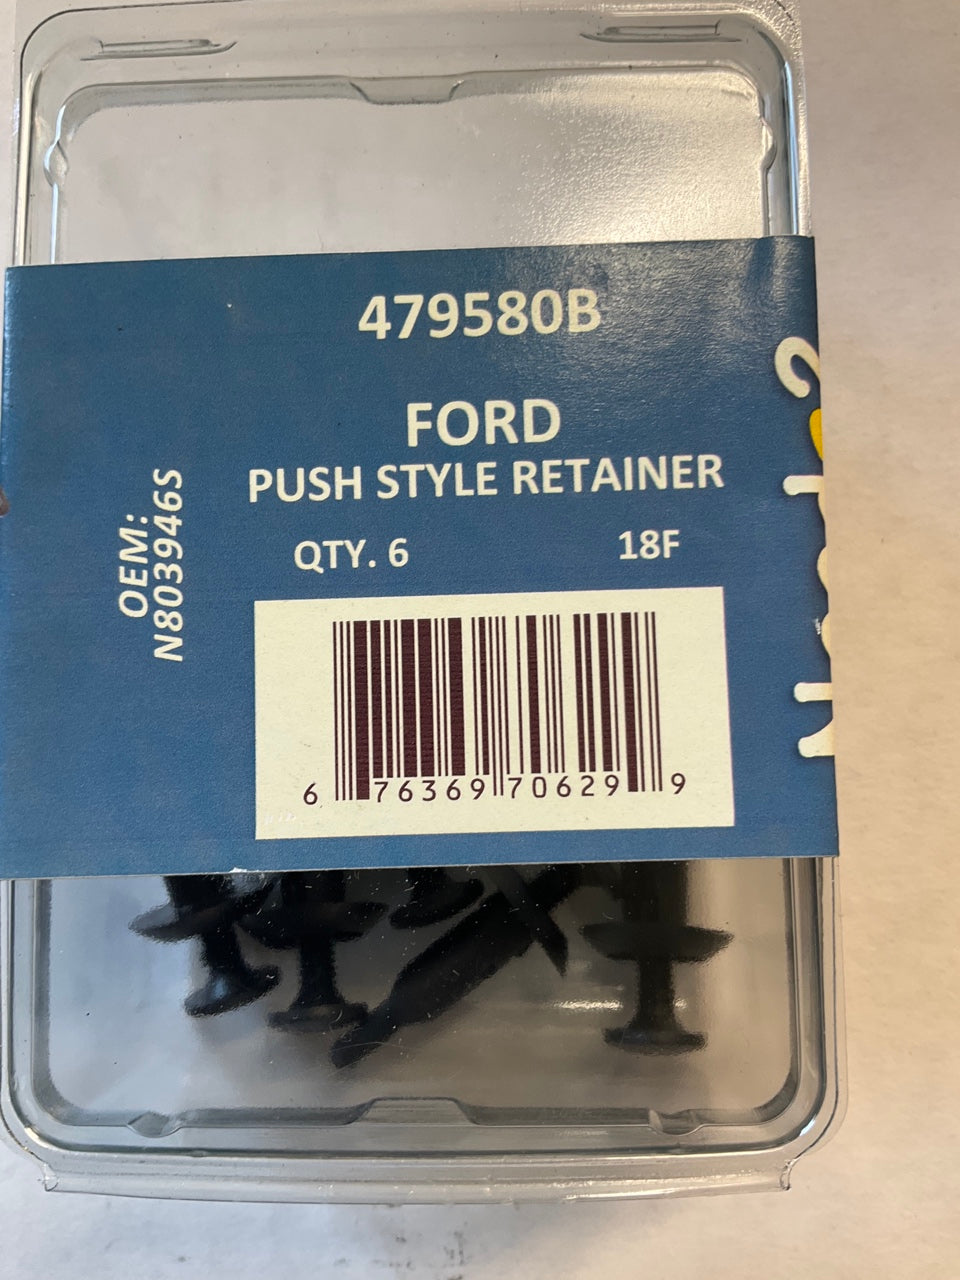 479580B
FORD
PUSH STYLE RETAINER
QTY. 6 18F
OEM:
N803946S
6 76369 70629 9